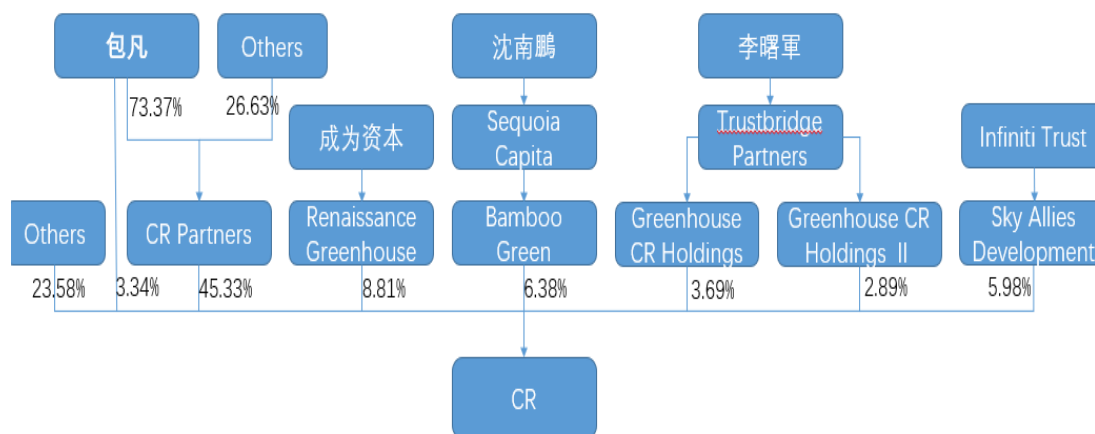 包凡
Others
沈南鵬
李曙軍
73.37%
26.63%
成为资本
Sequoia
Capita
Trustbridge
Partners
Infiniti Trust
Others
CR Partners
Renaissance
Greenhouse
Bamboo
Green
Greenhouse
CR Holdings
Greenhouse CR
Holdings II
Sky Allies
Development
23.58%
3.34%
45.33%
8.81%
6.38%
3.69%
2.89%
5.98%
CR